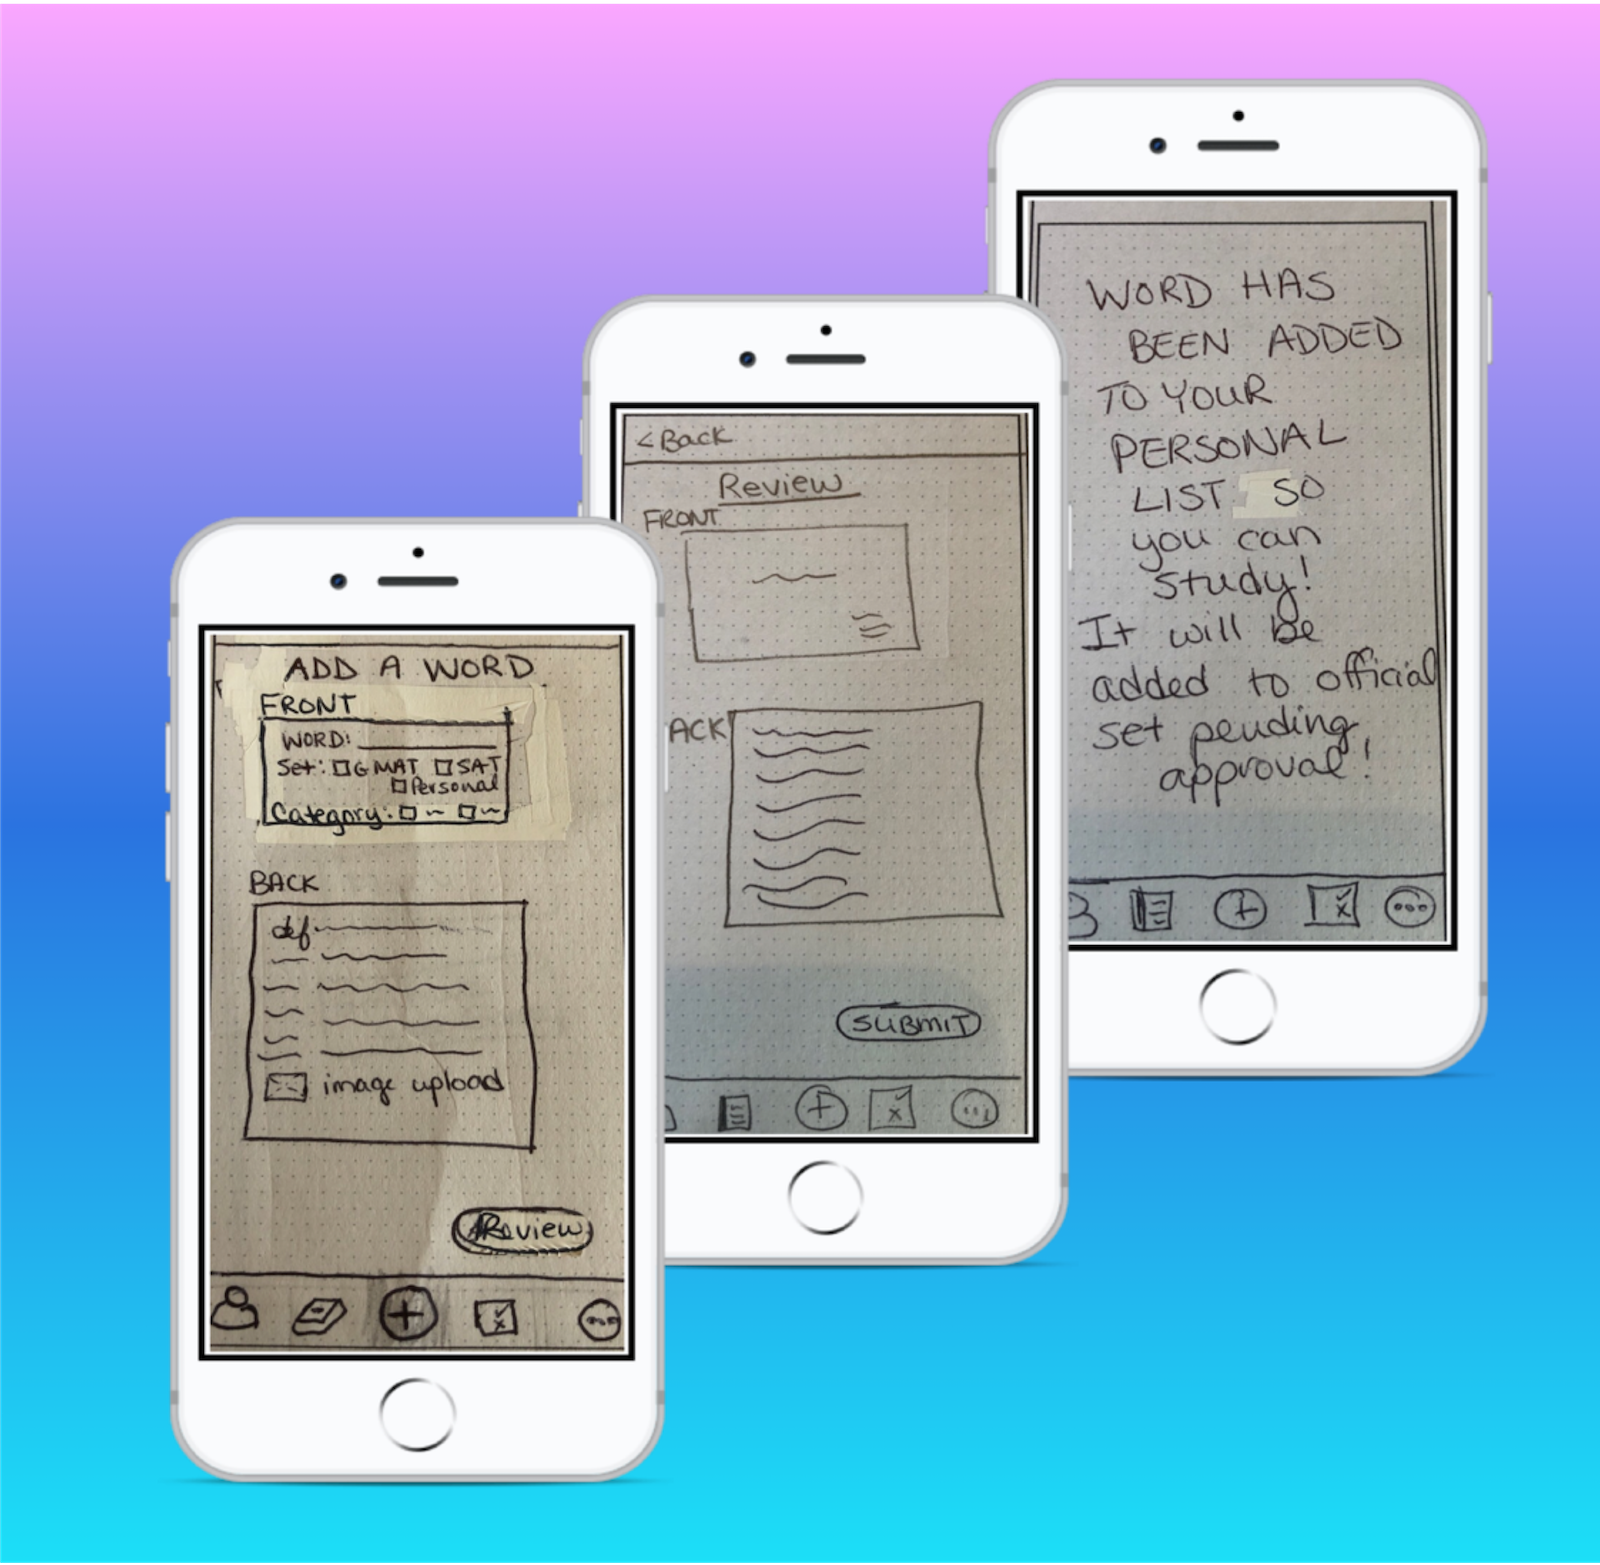 ADD A WORD
FRONT
WORD:
Set: GMAT SAT
Personal
Category:
BACK
def
image upload
Review
< Back
Review
FRONT
ACK
SUBMIT
WORD HAS
BEEN ADDED
TO YOUR
PERSONAL
LIST SO
you can
study!
It will be
added to official
set pending
approval!